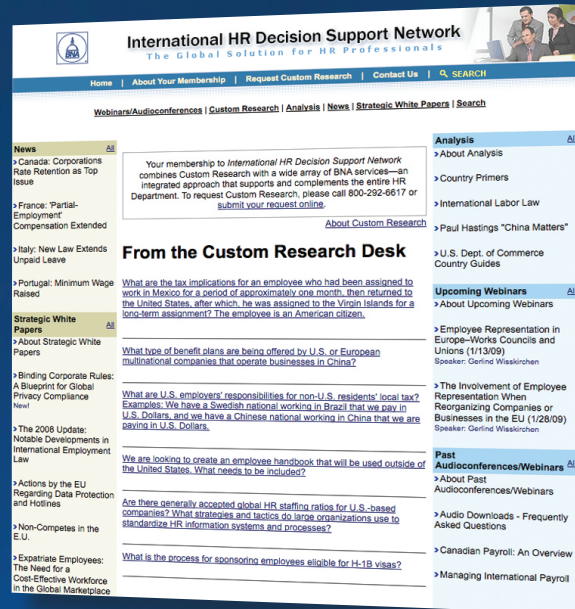 BNA
International HR Decision Support Network
The Global Solution for HR Professionals
Home | About Your Membership | Request Custom Research | Contact Us | SEARCH
Webinars/Audioconferences | Custom Research | Analysis | News | Strategic White Papers | Search
News All
Canada: Corporations
Rate Retention as Top
Issue
France: 'Partial-
Employment'
Compensation Extended
Italy: New Law Extends
Unpaid Leave
Portugal: Minimum Wage
Raised
Strategic White
Papers All
About Strategic White
Papers
Binding Corporate Rules:
A Blueprint for Global
Privacy Compliance
New!
The 2008 Update:
Notable Developments in
International Employment
Law
Actions by the EU
Regarding Data Protection
and Hotlines
Non-Competes in the
E.U.
Expatriate Employees:
The Need for a
Cost-Effective Workforce
in the Global Marketplace
Your membership to International HR Decision Support Network
combines Custom Research with a wide array of BNA services—an
integrated approach that supports and complements the entire HR
Department. To request Custom Research, please call 800-292-6617 or
submit your request online.
About Custom Research
From the Custom Research Desk
What are the tax implications for an employee who had been assigned to
work in Mexico for a period of approximately one month, then returned to
the United States, after which, he was assigned to the Virgin Islands for a
long-term assignment? The employee is an American citizen.
What type of benefit plans are being offered by U.S. or European
multinational companies that operate businesses in China?
What are U.S. employers' responsibilities for non-U.S. residents' local tax?
Examples: We have a Swedish national working in Brazil that we pay in
U.S. Dollars, and we have a Chinese national working in China that we are
paying in U.S. Dollars.
We are looking to create an employee handbook that will be used outside of
the United States. What needs to be included?
Are there generally accepted global HR staffing ratios for U.S.-based
companies? What strategies and tactics do large organizations use to
standardize HR information systems and processes?
What is the process for sponsoring employees eligible for H-1B visas?
Analysis All
About Analysis
Country Primers
International Labor Law
Paul Hastings "China Matters"
U.S. Dept. of Commerce
Country Guides
Upcoming Webinars All
About Upcoming Webinars
Employee Representation in
Europe–Works Councils and
Unions (1/13/09)
Speaker: Gerlind Wisskirchen
The Involvement of Employee
Representation When
Reorganizing Companies or
Businesses in the EU (1/28/09)
Speaker: Gerlind Wisskirchen
Past
Audioconferences/Webinars All
About Past
Audioconferences/Webinars
Audio Downloads - Frequently
Asked Questions
Canadian Payroll: An Overview
Managing International Payroll